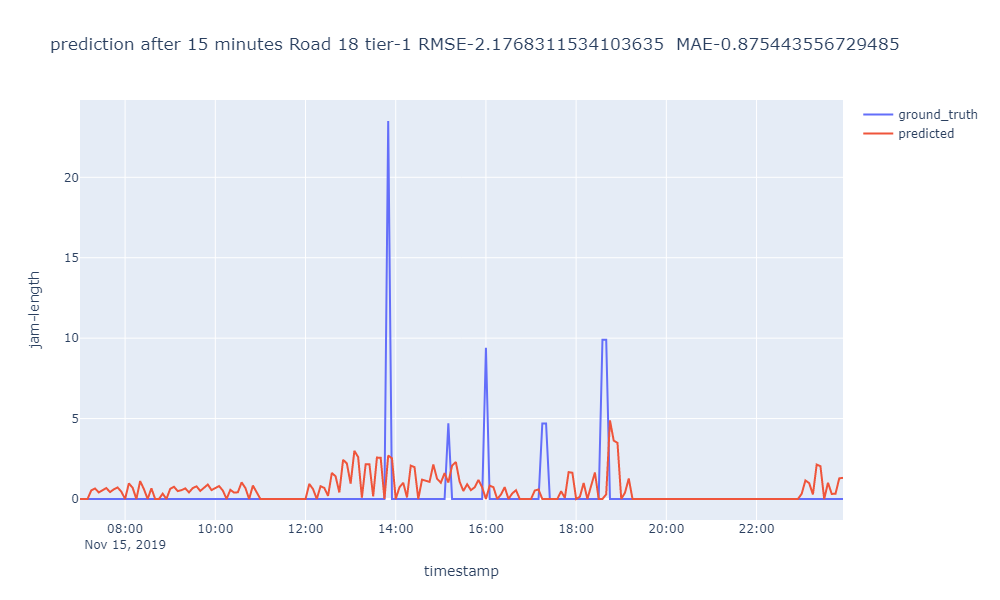 prediction after 15 minutes Road 18 tier-1 RMSE-2.1768311534103635  MAE-0.875443556729485
ground_truth
predicted
jam-length
20
15
10
5
0
08:00 10:00 12:00 14:00 16:00 18:00 20:00 22:00
Nov 15, 2019
timestamp